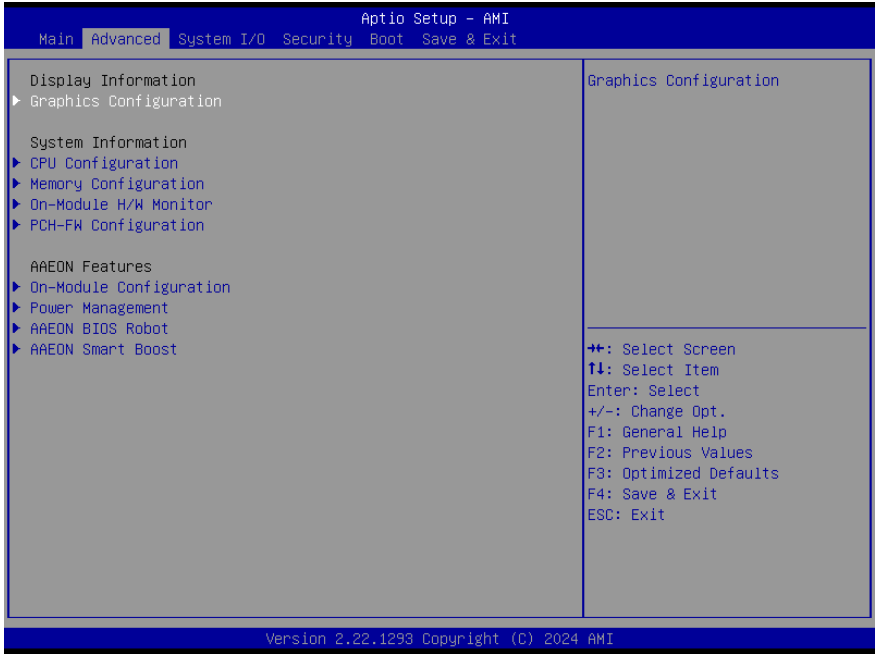 Aptio Setup – AMI
Main Advanced System I/O Security Boot Save & Exit
Display Information
Graphics Configuration
System Information
CPU Configuration
Memory Configuration
On-Module H/W Monitor
PCH-FW Configuration
AAEON Features
On-Module Configuration
Power Management
AAEON BIOS Robot
AAEON Smart Boost
Graphics Configuration
→←: Select Screen
↑↓: Select Item
Enter: Select
+/-: Change Opt.
F1: General Help
F2: Previous Values
F3: Optimized Defaults
F4: Save & Exit
ESC: Exit
Version 2.22.1293 Copyright (C) 2024 AMI